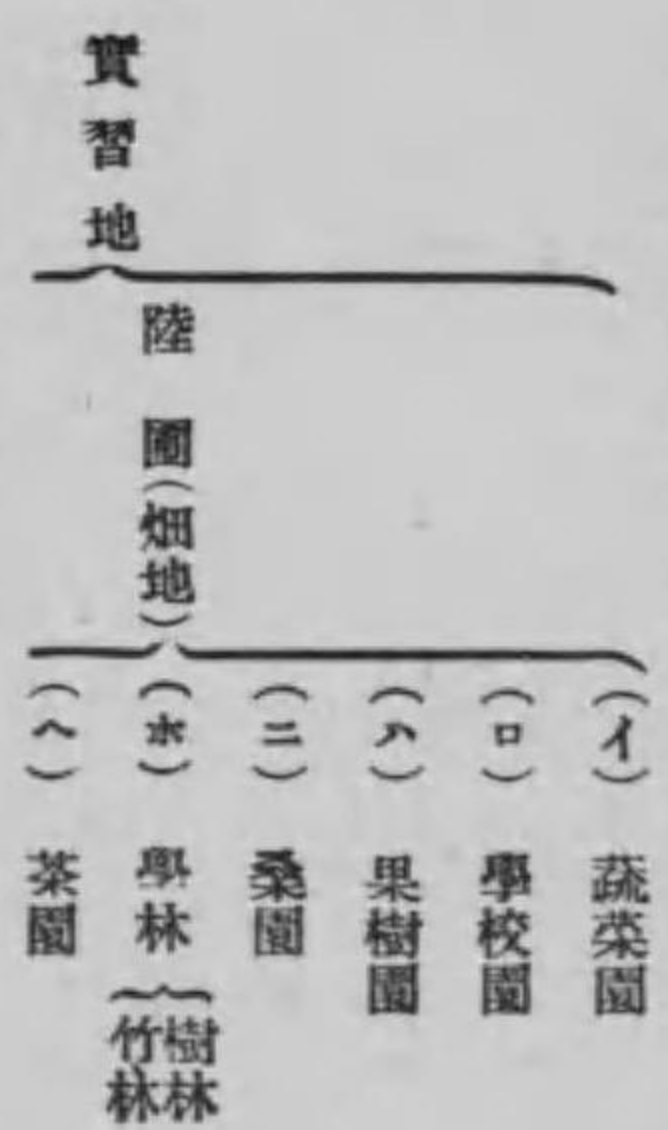 實習地
陸圃(畑地)
(イ)蔬菜園
(ロ)學校園
(ハ)果樹園
(ニ)桑園
(ホ)學林
樹林
竹林
(ヘ)茶園